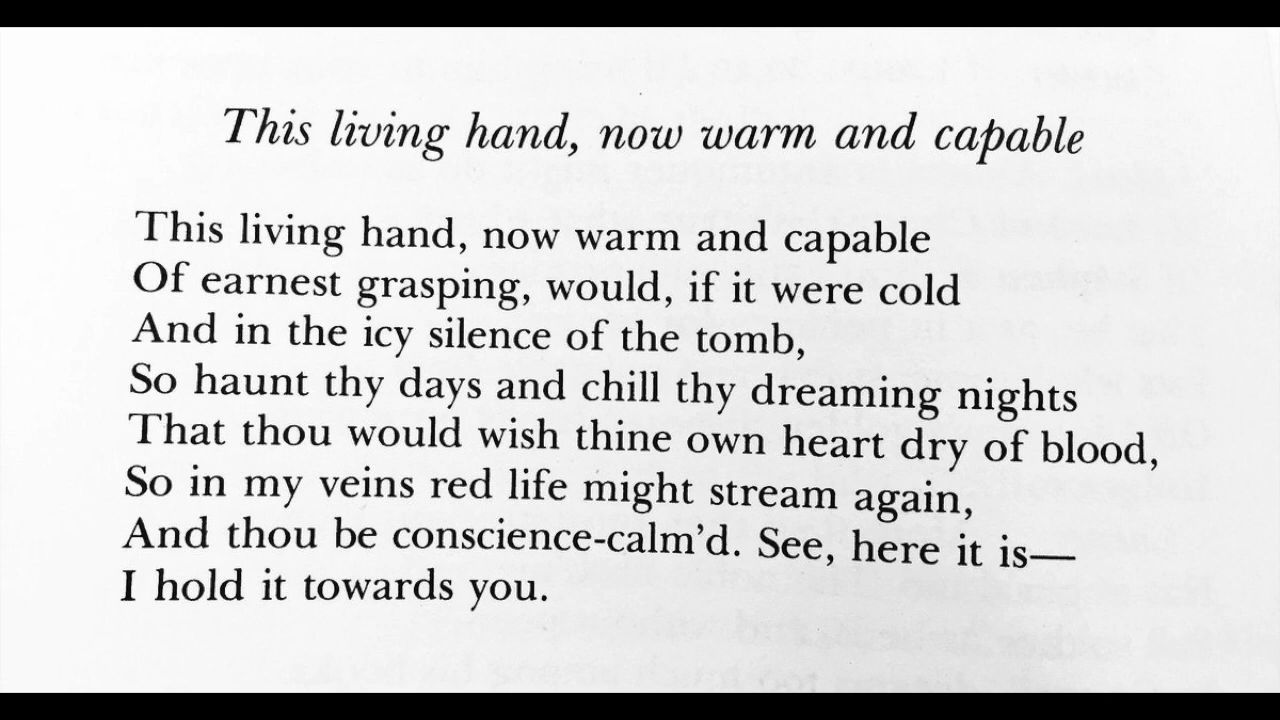 This living hand, now warm and capable
This living hand, now warm and capable
Of earnest grasping, would, if it were cold
And in the icy silence of the tomb,
So haunt thy days and chill thy dreaming nights
That thou would wish thine own heart dry of blood,
So in my veins red life might stream again,
And thou be conscience-calm’d. See, here it is—
I hold it towards you.